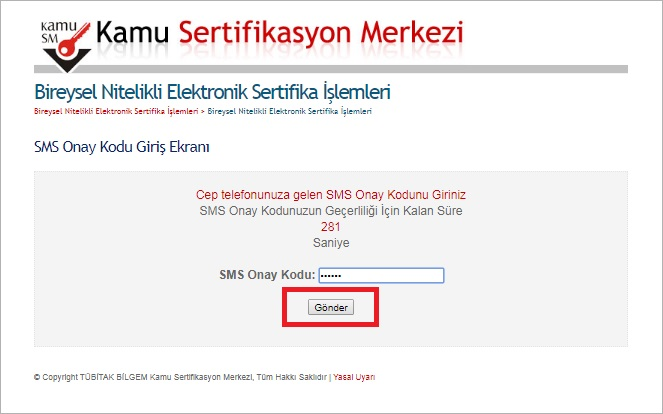 kamu
SM
Kamu Sertifikasyon Merkezi
Bireysel Nitelikli Elektronik Sertifika İşlemleri
Bireysel Nitelikli Elektronik Sertifika İşlemleri > Bireysel Nitelikli Elektronik Sertifika İşlemleri
SMS Onay Kodu Giriş Ekranı
Cep telefonunuza gelen SMS Onay Kodunu Giriniz
SMS Onay Kodunuzun Geçerliliği İçin Kalan Süre
281
Saniye
SMS Onay Kodu: ••••••
Gönder
© Copyright TÜBİTAK BİLGEM Kamu Sertifikasyon Merkezi, Tüm Hakkı Saklıdır | Yasal Uyarı